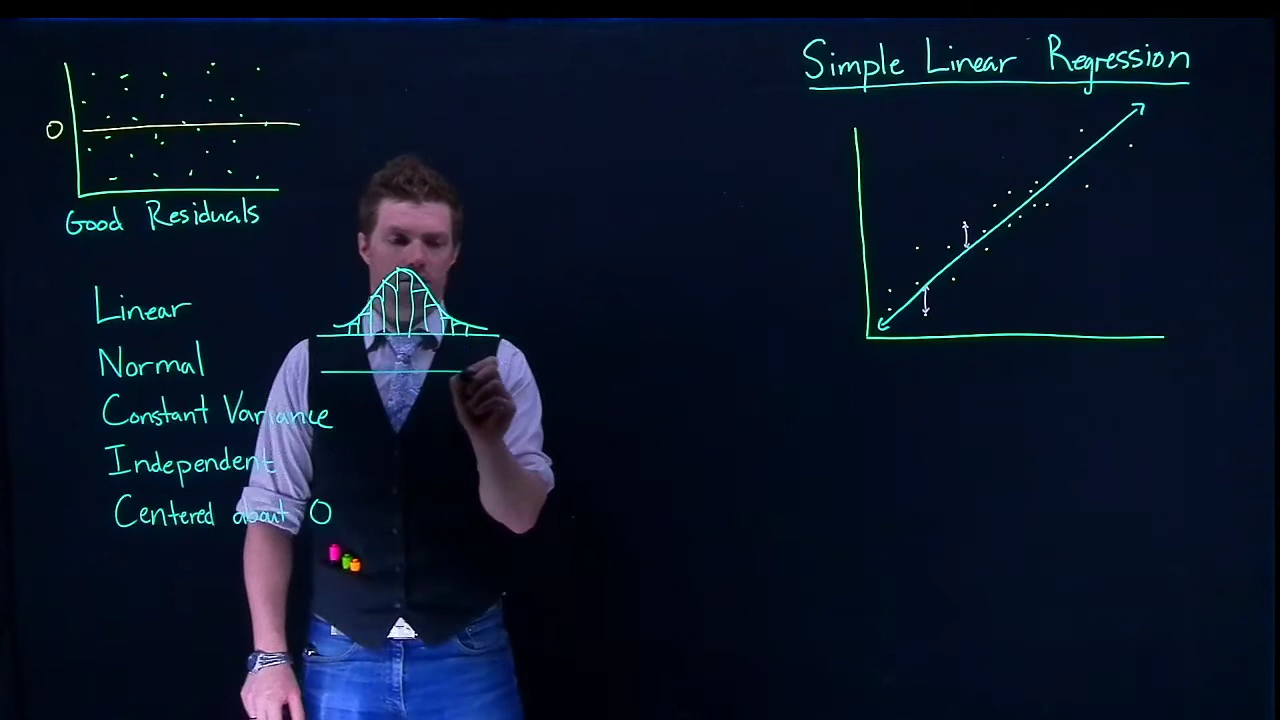 Simple Linear Regression
0
Good Residuals
Linear
Normal
Constant Variance
Independent
Centered about 0